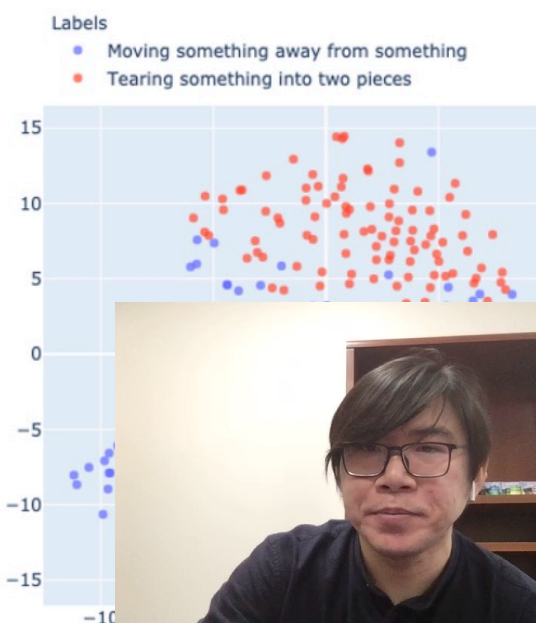 Labels
Moving something away from something
Tearing something into two pieces
15
10
5
0
−5
−10
−15
−10